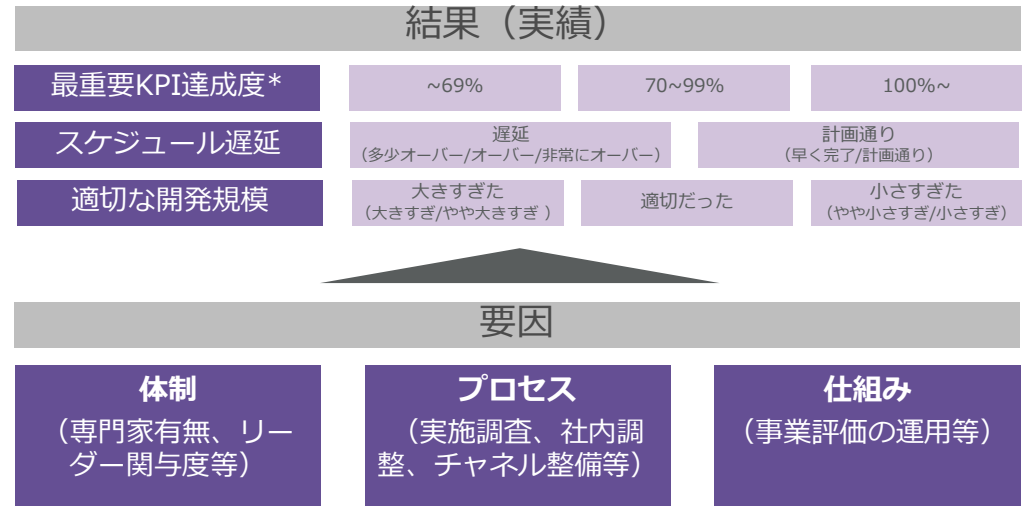 結果（実績）
最重要KPI達成度*
~69%
70~99%
100%~
スケジュール遅延
遅延
（多少オーバー/オーバー/非常にオーバー）
計画通り
（早く完了/計画通り）
適切な開発規模
大きすぎた
（大きすぎ/やや大きすぎ ）
適切だった
小さすぎた
（やや小さすぎ/小さすぎ）
要因
体制
（専門家有無、リー
ダー関与度等）
プロセス
（実施調査、社内調
整、チャネル整備等）
仕組み
（事業評価の運用等）